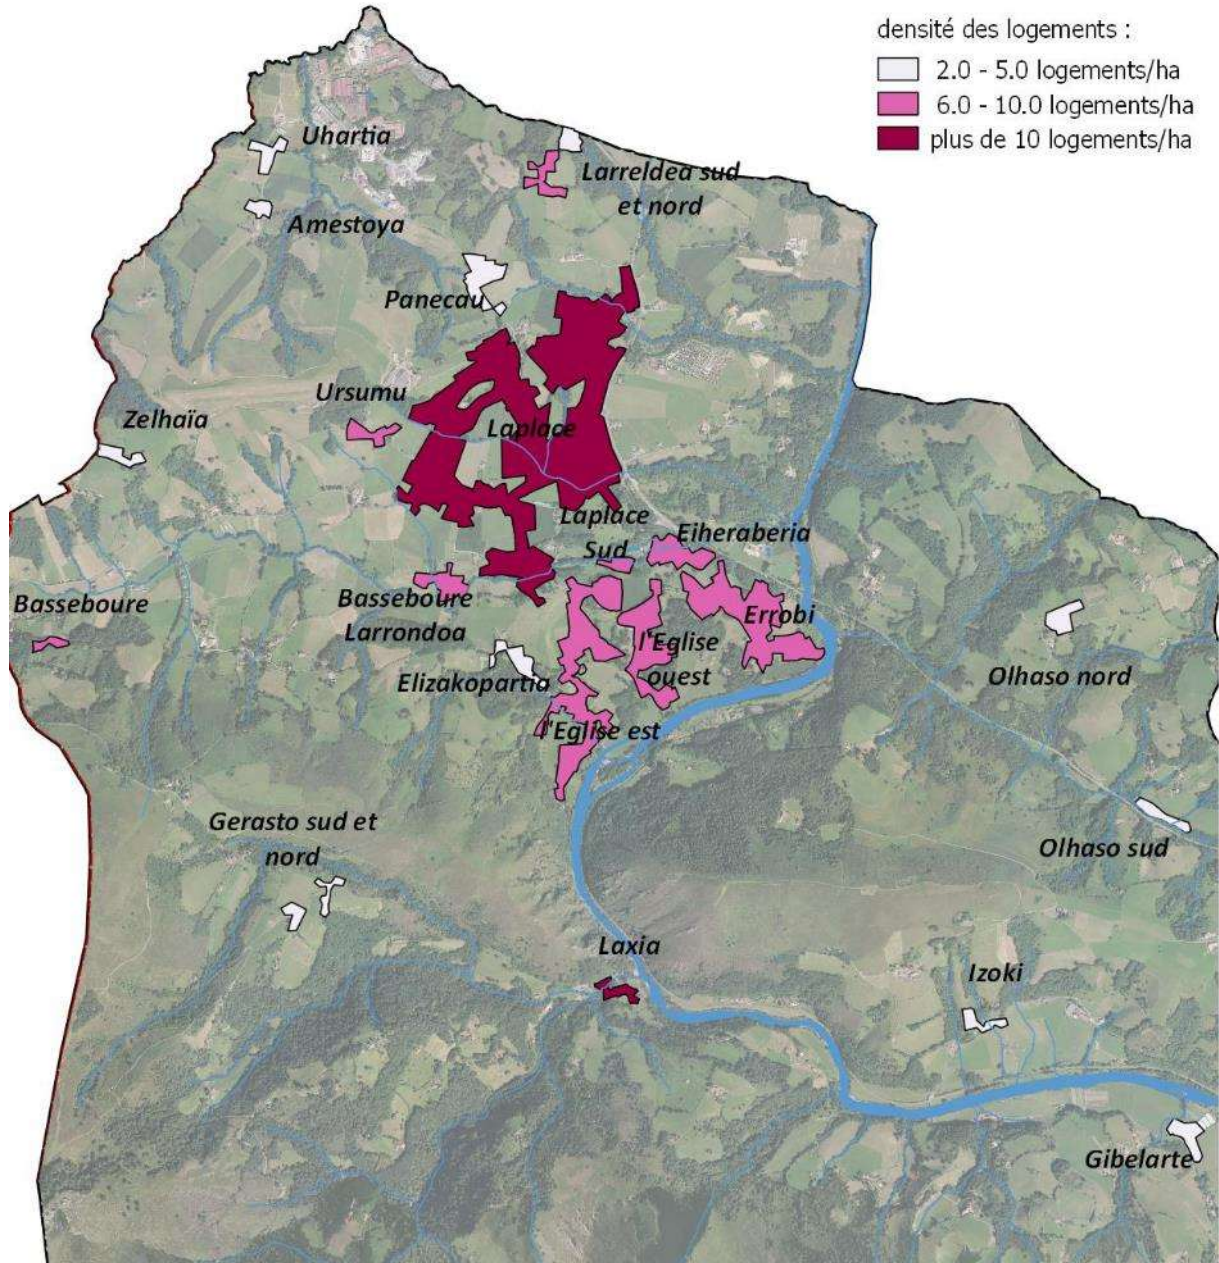 densité des logements :
2.0 - 5.0 logements/ha
6.0 - 10.0 logements/ha
plus de 10 logements/ha
Uhartia
Larreldea sud
et nord
Amestoya
Panecau
Ursumu
Zelhaïa
Laplace
Laplace
Sud
Eiheraberia
Basseboure
Basseboure
Larrondoa
Errobi
l'Eglise
ouest
Elizakopartia
Olhaso nord
l'Eglise est
Gerasto sud et
nord
Olhaso sud
Laxia
Izoki
Gibelarte